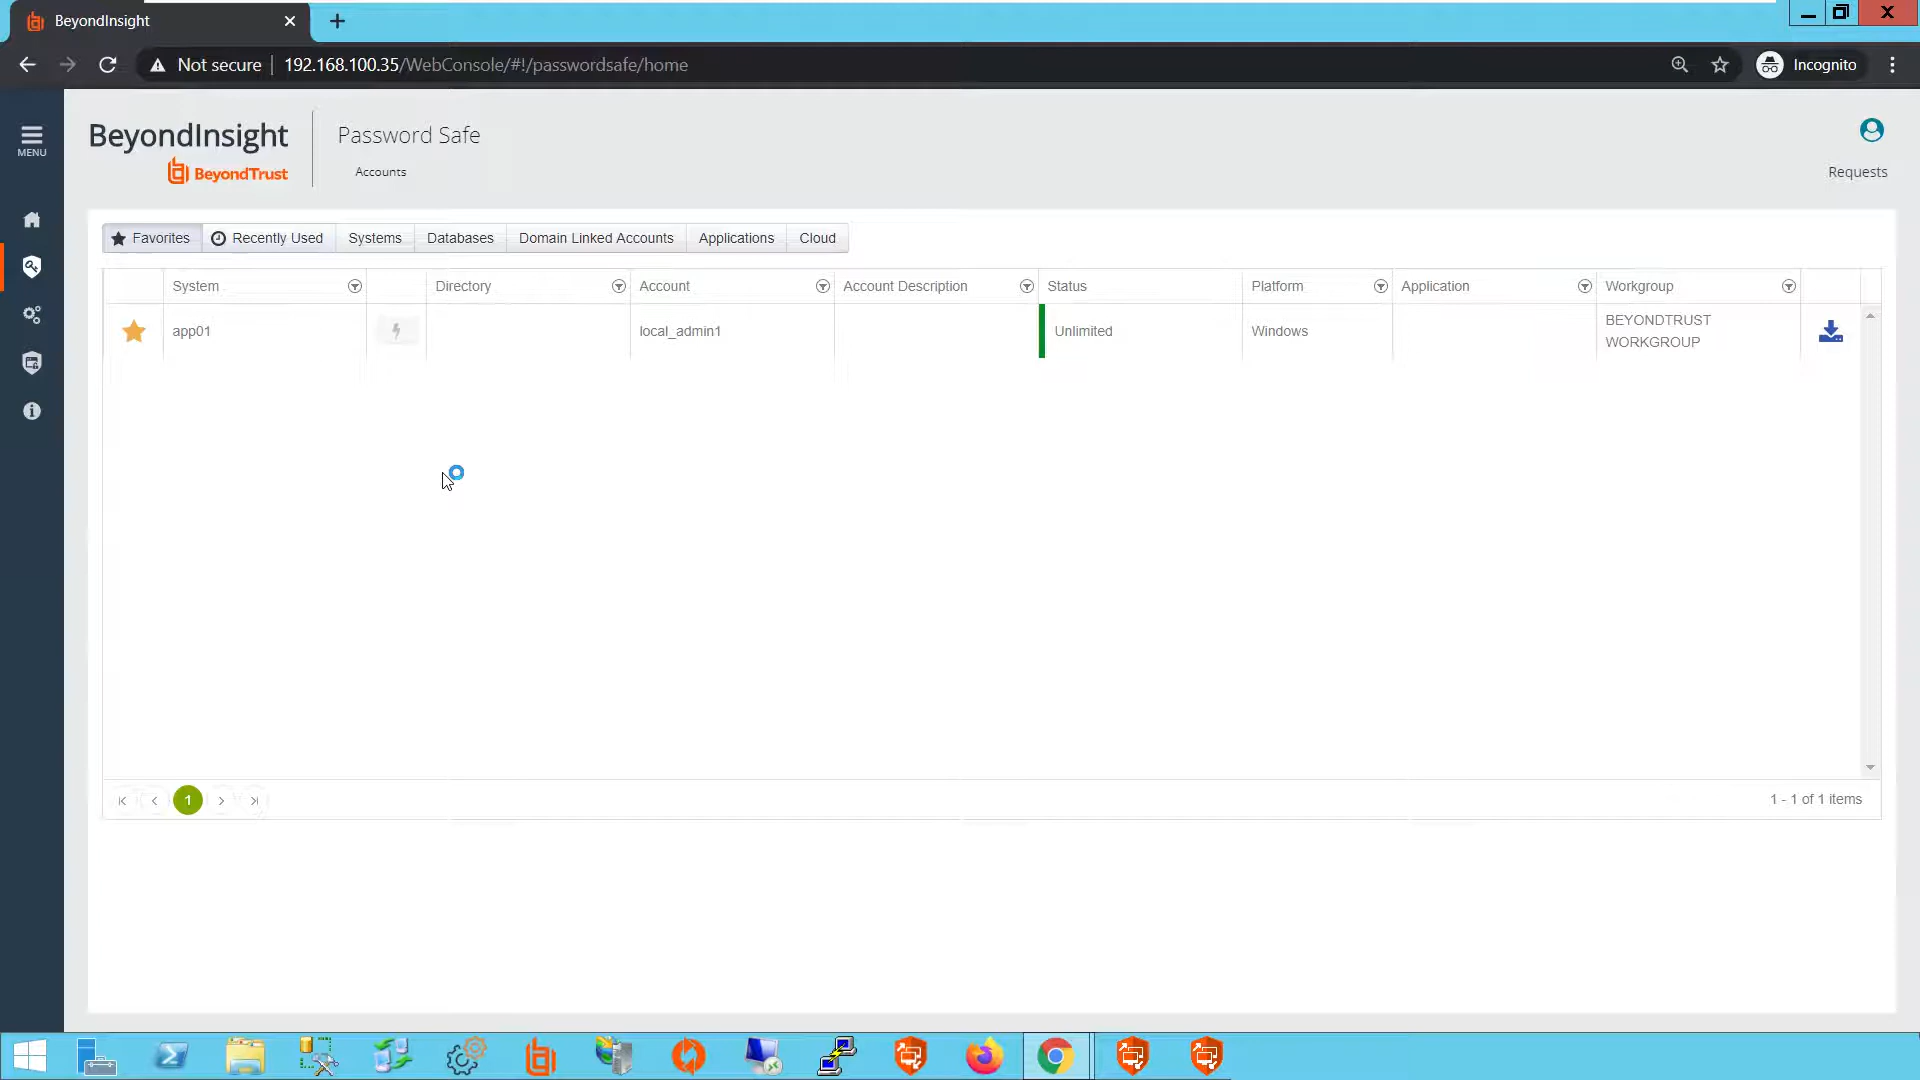 BeyondInsight
Not secure
192.168.100.35/WebConsole/#!/passwordsafe/home
Incognito
MENU
BeyondInsight
BeyondTrust
Password Safe
Accounts
Requests
Favorites
Recently Used
Systems
Databases
Domain Linked Accounts
Applications
Cloud
System
Directory
Account
Account Description
Status
Platform
Application
Workgroup
app01
local_admin1
Unlimited
Windows
BEYONDTRUST
WORKGROUP
1
1 - 1 of 1 items